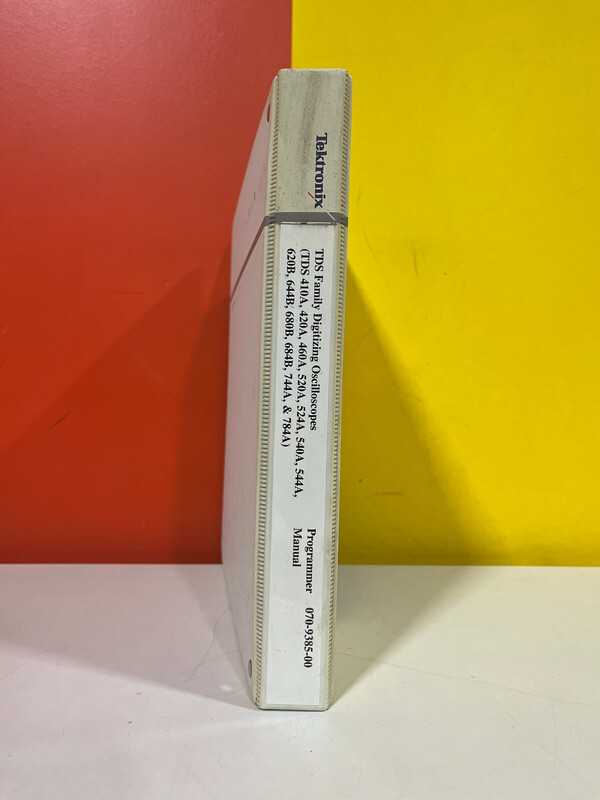 Tektronix
TDS Family Digitizing Oscilloscopes
(TDS 410A, 420A, 460A, 520A, 524A, 540A, 544A,
620B, 644B, 680B, 684B, 744A, & 784A)
Programmer 070-9385-00
Manual